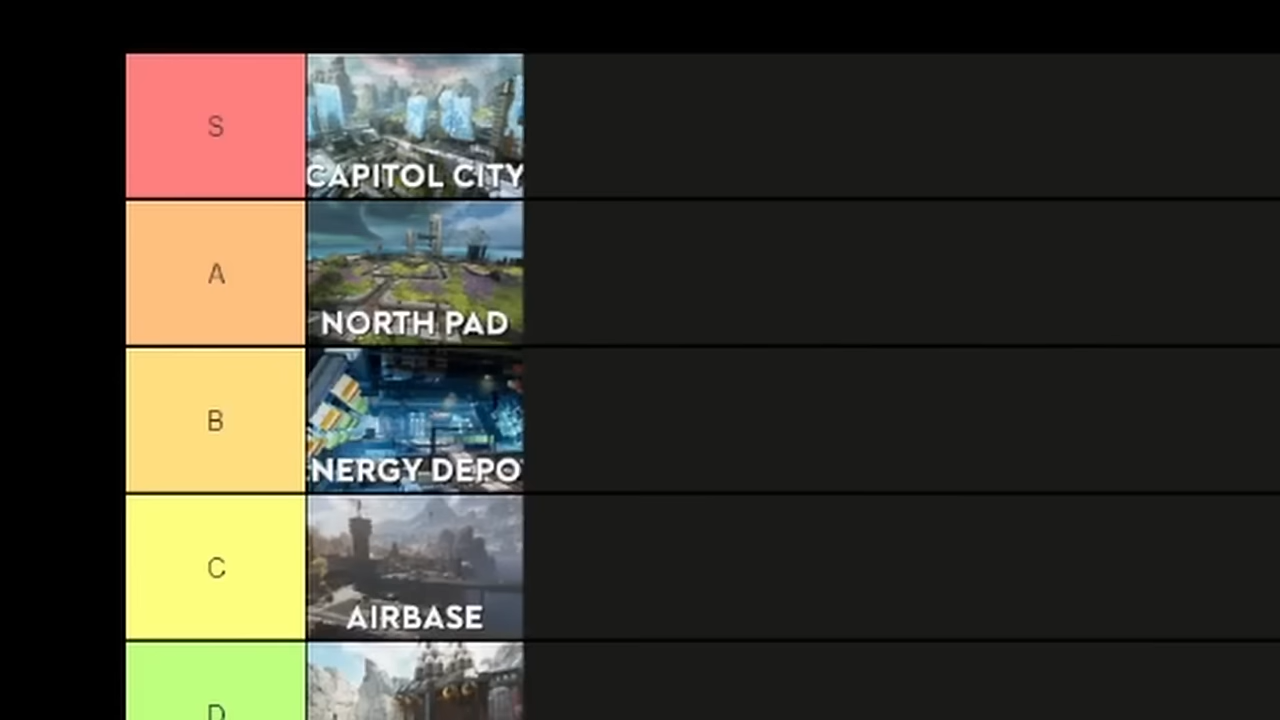 S
CAPITOL CITY
A
NORTH PAD
B
NERGY DEPO
C
AIRBASE
D